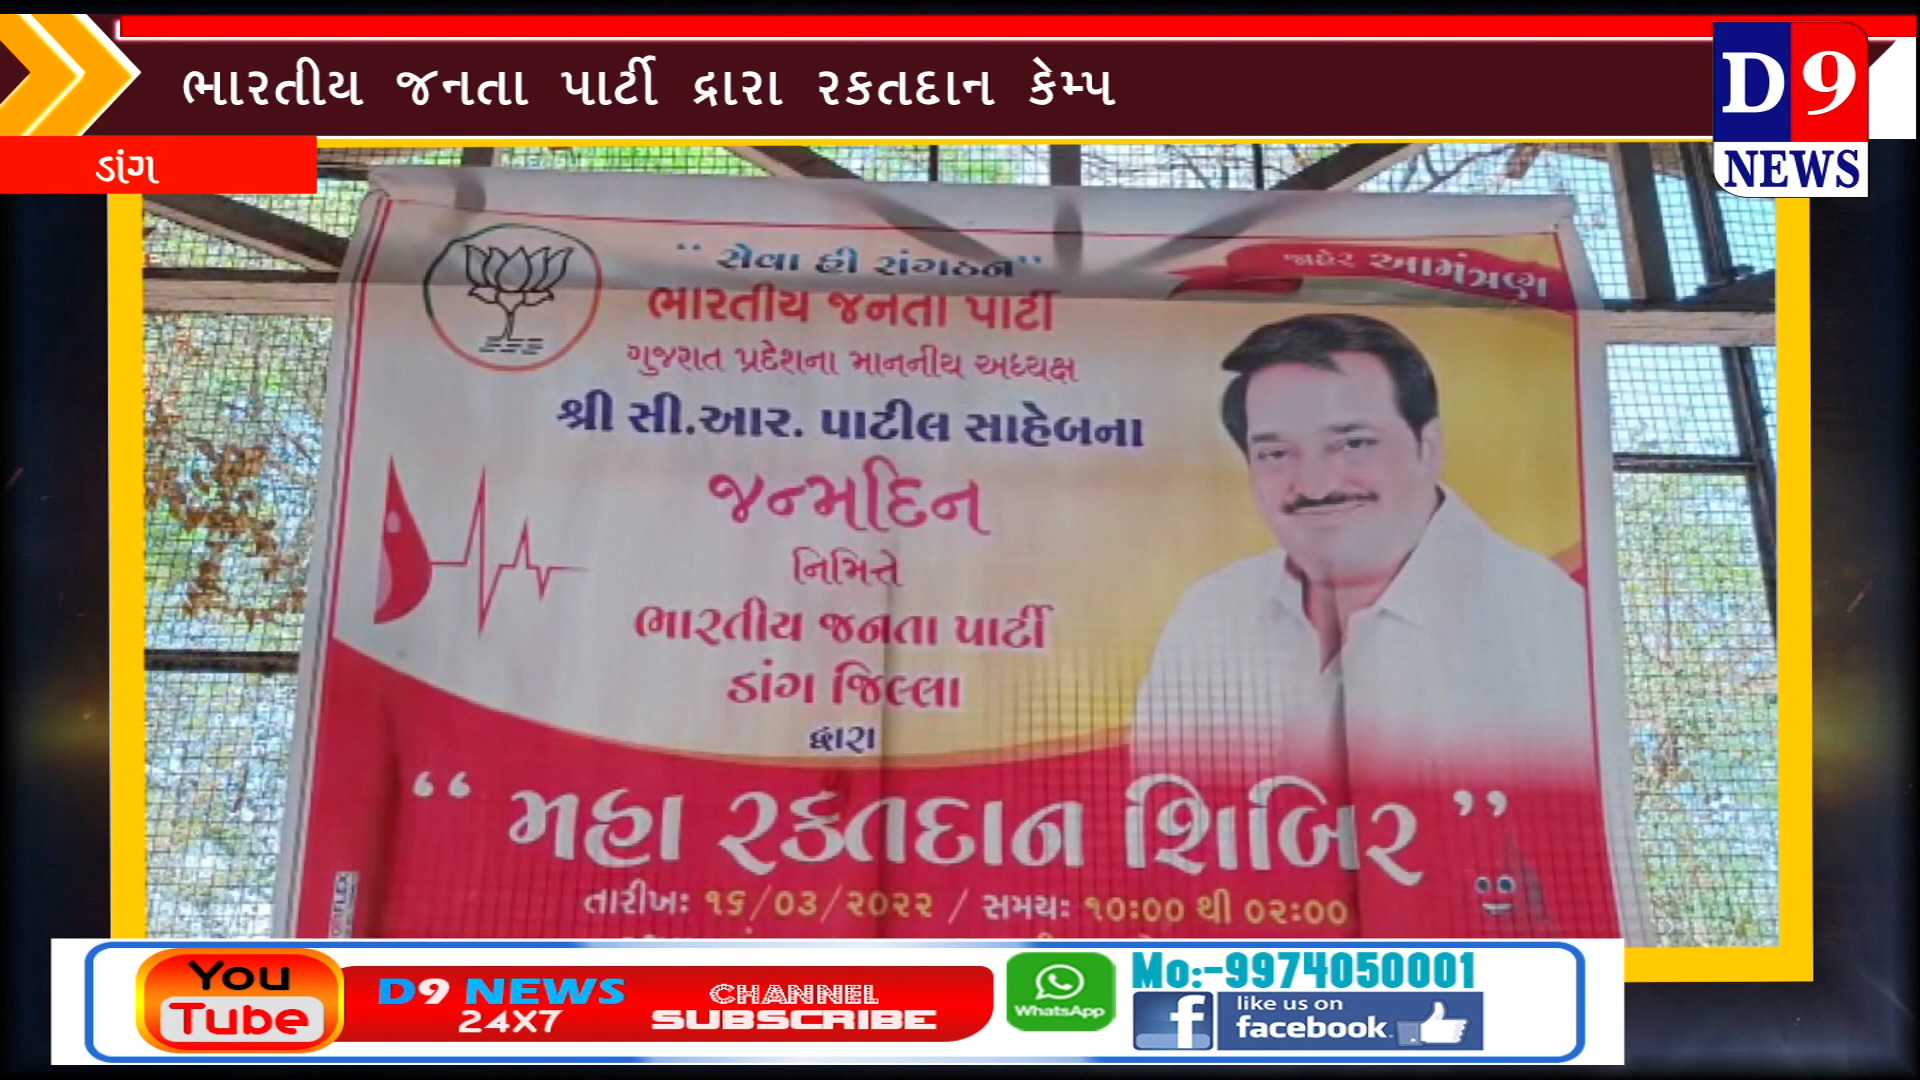 ભારતીય જનતા પાર્ટી દ્રારા રકતદાન કેમ્પ
D9
NEWS
ડાંગ
" સેવા હી સંગઠન "
જાહેર આમંત્રણ
ભારતીય જનતા પાર્ટી
ગુજરાત પ્રદેશના માનનીય અધ્યક્ષ
શ્રી સી.આર. પાટીલ સાહેબના
જન્મદિન
નિમિત્તે
ભારતીય જનતા પાર્ટી
ડાંગ જિલ્લા
દ્વારા
“ મહા રક્તદાન શિબિર ”
તારીખઃ ૧૬/૦૩/૨૦૨૨ / સમયઃ ૧૦:૦૦ થી ૦૨:૦૦
You
Tube
D9 NEWS
24X7
CHANNEL
SUBSCRIBE
WhatsApp
Mo:-9974050001
f
like us on
facebook.